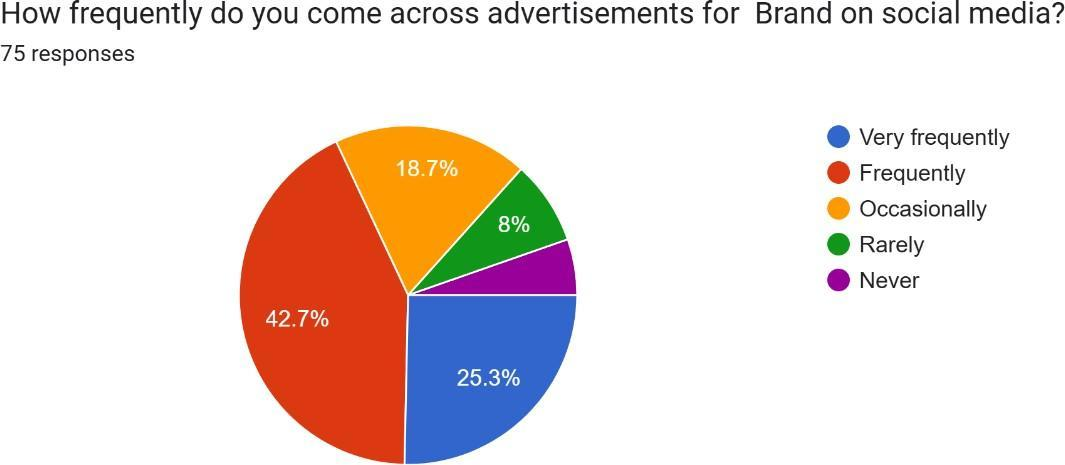 How frequently do you come across advertisements for  Brand on social media?
75 responses
18.7%
8%
42.7%
25.3%
Very frequently
Frequently
Occasionally
Rarely
Never